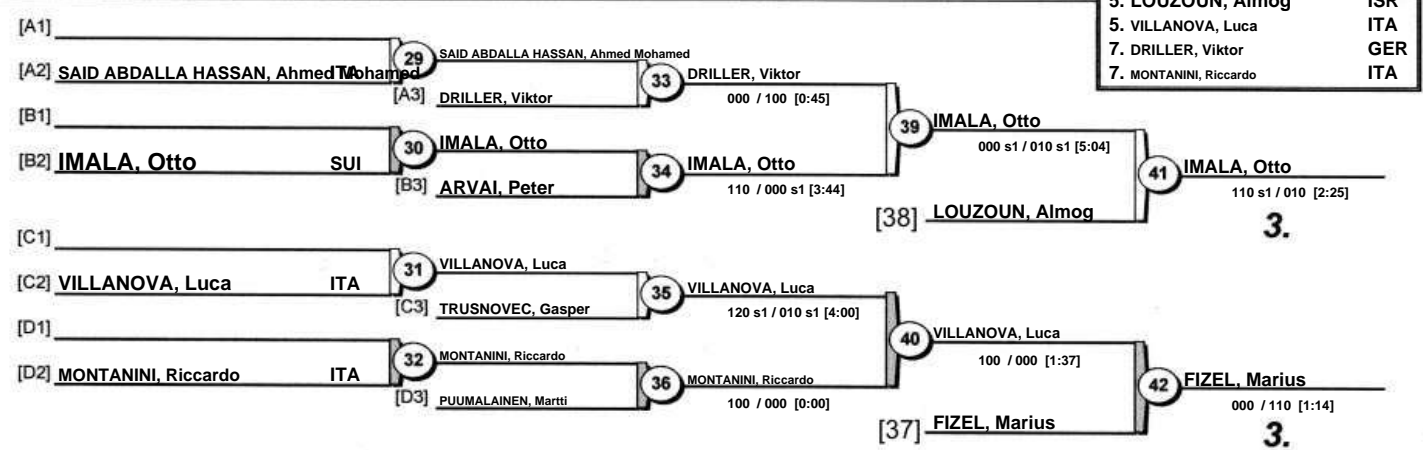 5. LOUZOUN, Almog ISR
5. VILLANOVA, Luca ITA
7. DRILLER, Viktor GER
7. MONTANINI, Riccardo ITA
[A1]
[A2] SAID ABDALLA HASSAN, Ahmed Mohamed ITA
29
SAID ABDALLA HASSAN, Ahmed Mohamed
[A3] DRILLER, Viktor
33
DRILLER, Viktor
000 / 100 [0:45]
[B1]
[B2] IMALA, Otto SUI
30
IMALA, Otto
[B3] ARVAI, Peter
34
IMALA, Otto
110 / 000 s1 [3:44]
39
IMALA, Otto
000 s1 / 010 s1 [5:04]
[38] LOUZOUN, Almog
41
IMALA, Otto
110 s1 / 010 [2:25]
3.
[C1]
[C2] VILLANOVA, Luca ITA
31
VILLANOVA, Luca
[C3] TRUSNOVEC, Gasper
35
VILLANOVA, Luca
120 s1 / 010 s1 [4:00]
[D1]
[D2] MONTANINI, Riccardo ITA
32
MONTANINI, Riccardo
[D3] PUUMALAINEN, Martti
36
MONTANINI, Riccardo
100 / 000 [0:00]
40
VILLANOVA, Luca
100 / 000 [1:37]
[37] FIZEL, Marius
42
FIZEL, Marius
000 / 110 [1:14]
3.